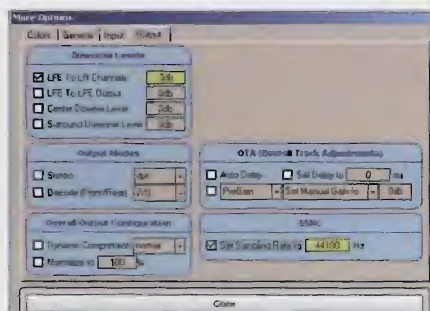 More Options
Colors General Input Output
Downmix Levels
LFE To LR Channels 0db
LFE To LFE Output 0db
Center Downmix Level 0db
Surround Downmix Level 0db
Output Modes
Stereo
Decode (Front/Rear)
OTA (Overall Track Adjustments)
Auto Delay Set Delay to 0 ms
PreGain Set Manual Gain to 0db
Overall Output Configuration
Dynamic Compression normal
Normalize to 100 %
SSRC
Set Sampling Rate to 44100 Hz
Close